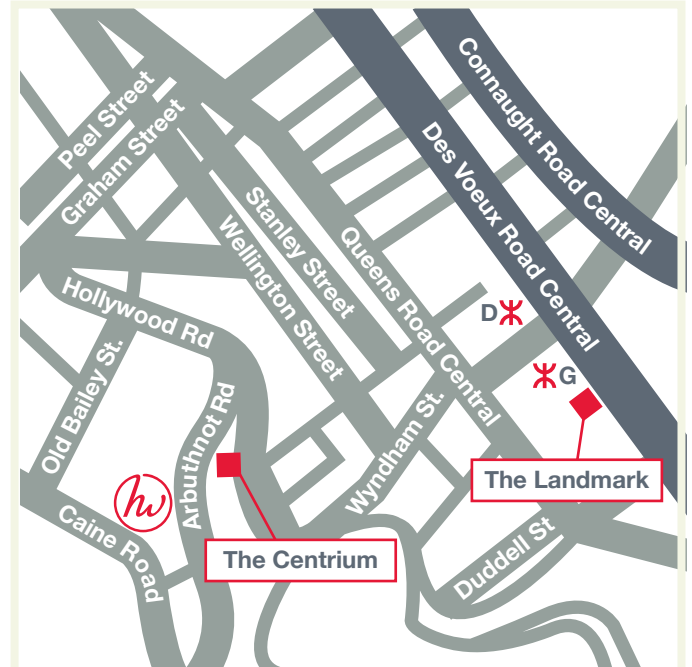 Peel Street
Graham Street
Connaught Road Central
Des Voeux Road Central
Stanley Street
Wellington Street
Queens Road Central
Hollywood Rd
D
G
Old Bailey St.
Arbuthnot Rd
Wyndham St.
The Landmark
hw
Caine Road
The Centrium
Duddell St